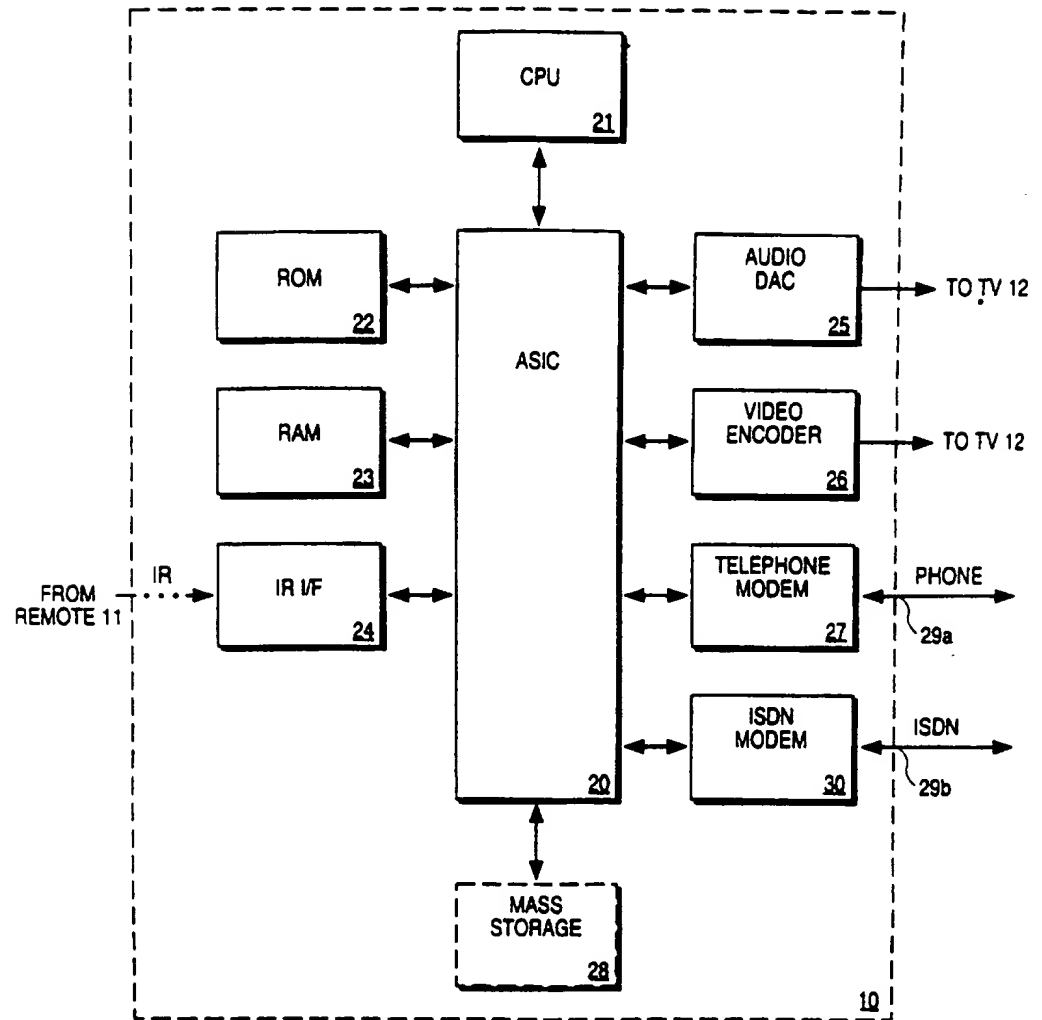 CPU
21
ROM
22
ASIC
20
AUDIO
DAC
25
TO TV 12
RAM
23
VIDEO
ENCODER
26
TO TV 12
FROM
REMOTE 11
IR
IR I/F
24
TELEPHONE
MODEM
27
PHONE
29a
ISDN
MODEM
30
ISDN
29b
MASS
STORAGE
28
10